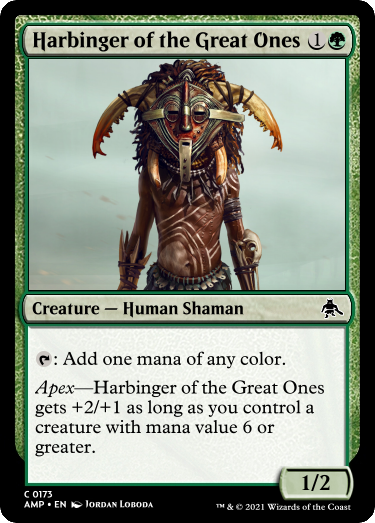 Harbinger of the Great Ones 1
Creature — Human Shaman
: Add one mana of any color.
Apex—Harbinger of the Great Ones
gets +2/+1 as long as you control a
creature with mana value 6 or
greater.
1/2
C 0173
AMP • EN Jordan Loboda
™ & © 2021 Wizards of the Coast